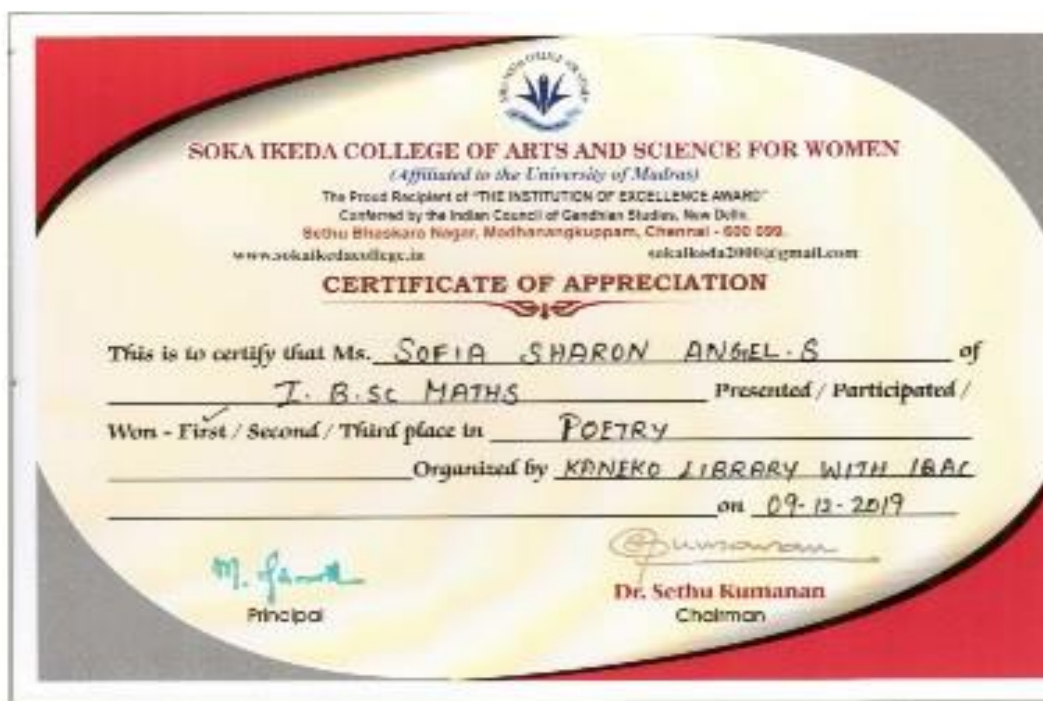 SOKA IKEDA COLLEGE OF ARTS AND SCIENCE FOR WOMEN
(Affiliated to the University of Madras)
The Proud Recipient of "THE INSTITUTION OF EXCELLENCE AWARD"
Conferred by the Indian Council of Gandhian Studies, New Delhi.
Sethu Bhaskara Nagar, Madhanangkuppam, Chennai - 600 099.
www.sokaikedacollege.in sokaikeda2000@gmail.com
CERTIFICATE OF APPRECIATION
This is to certify that Ms. SOFIA SHARON ANGEL.S of
I. B.Sc MATHS Presented / Participated /
Won - First / Second / Third place in POETRY
Organized by KANEKO LIBRARY WITH IQAC
on 09-12-2019
M.
Principal
Dr. Sethu Kumanan
Chairman